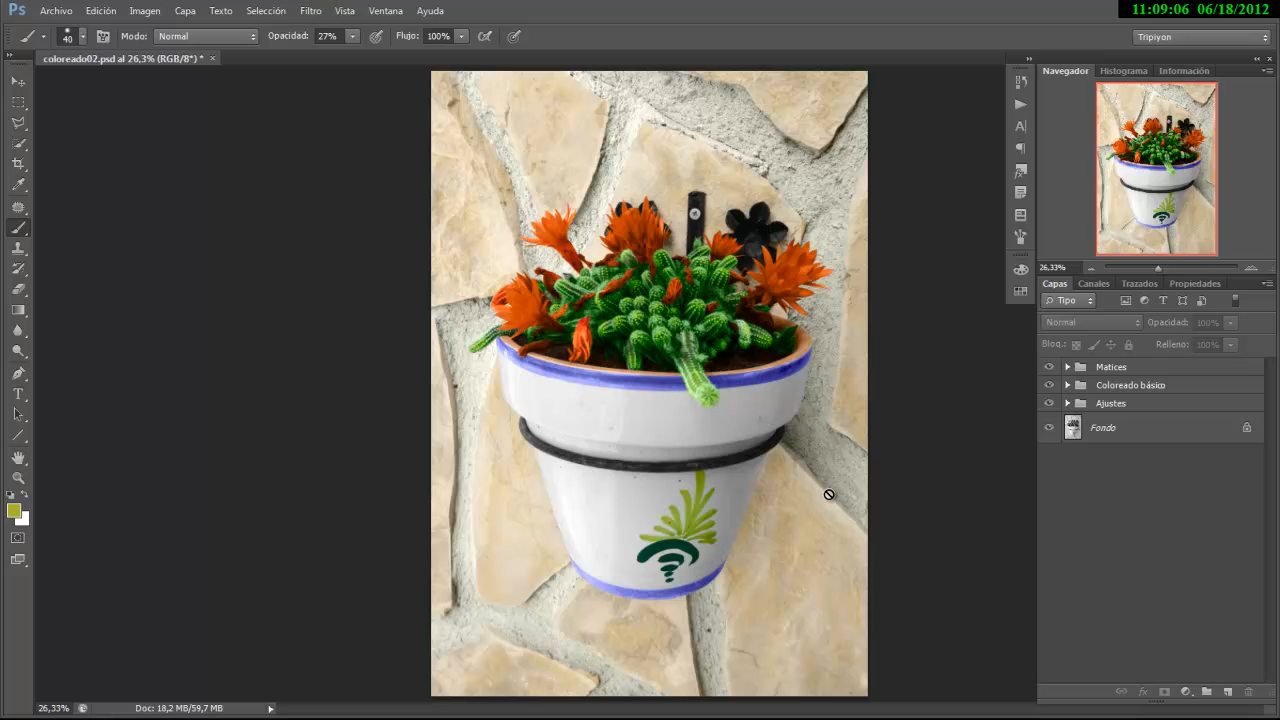 Ps Archivo Edición Imagen Capa Texto Selección Filtro Vista Ventana Ayuda
11:09:06 06/18/2012
40 Modo: Normal Opacidad: 27% Flujo: 100% Tripiyon
coloreado02.psd al 26,3% (RGB/8*) * ×
Navegador Histograma Información
26,33%
Capas Canales Trazados Propiedades
Tipo
Normal Opacidad: 100%
Bloq.: Relleno: 100%
Matices
Coloreado básico
Ajustes
Fondo
26,33% Doc: 18,2 MB/59,7 MB